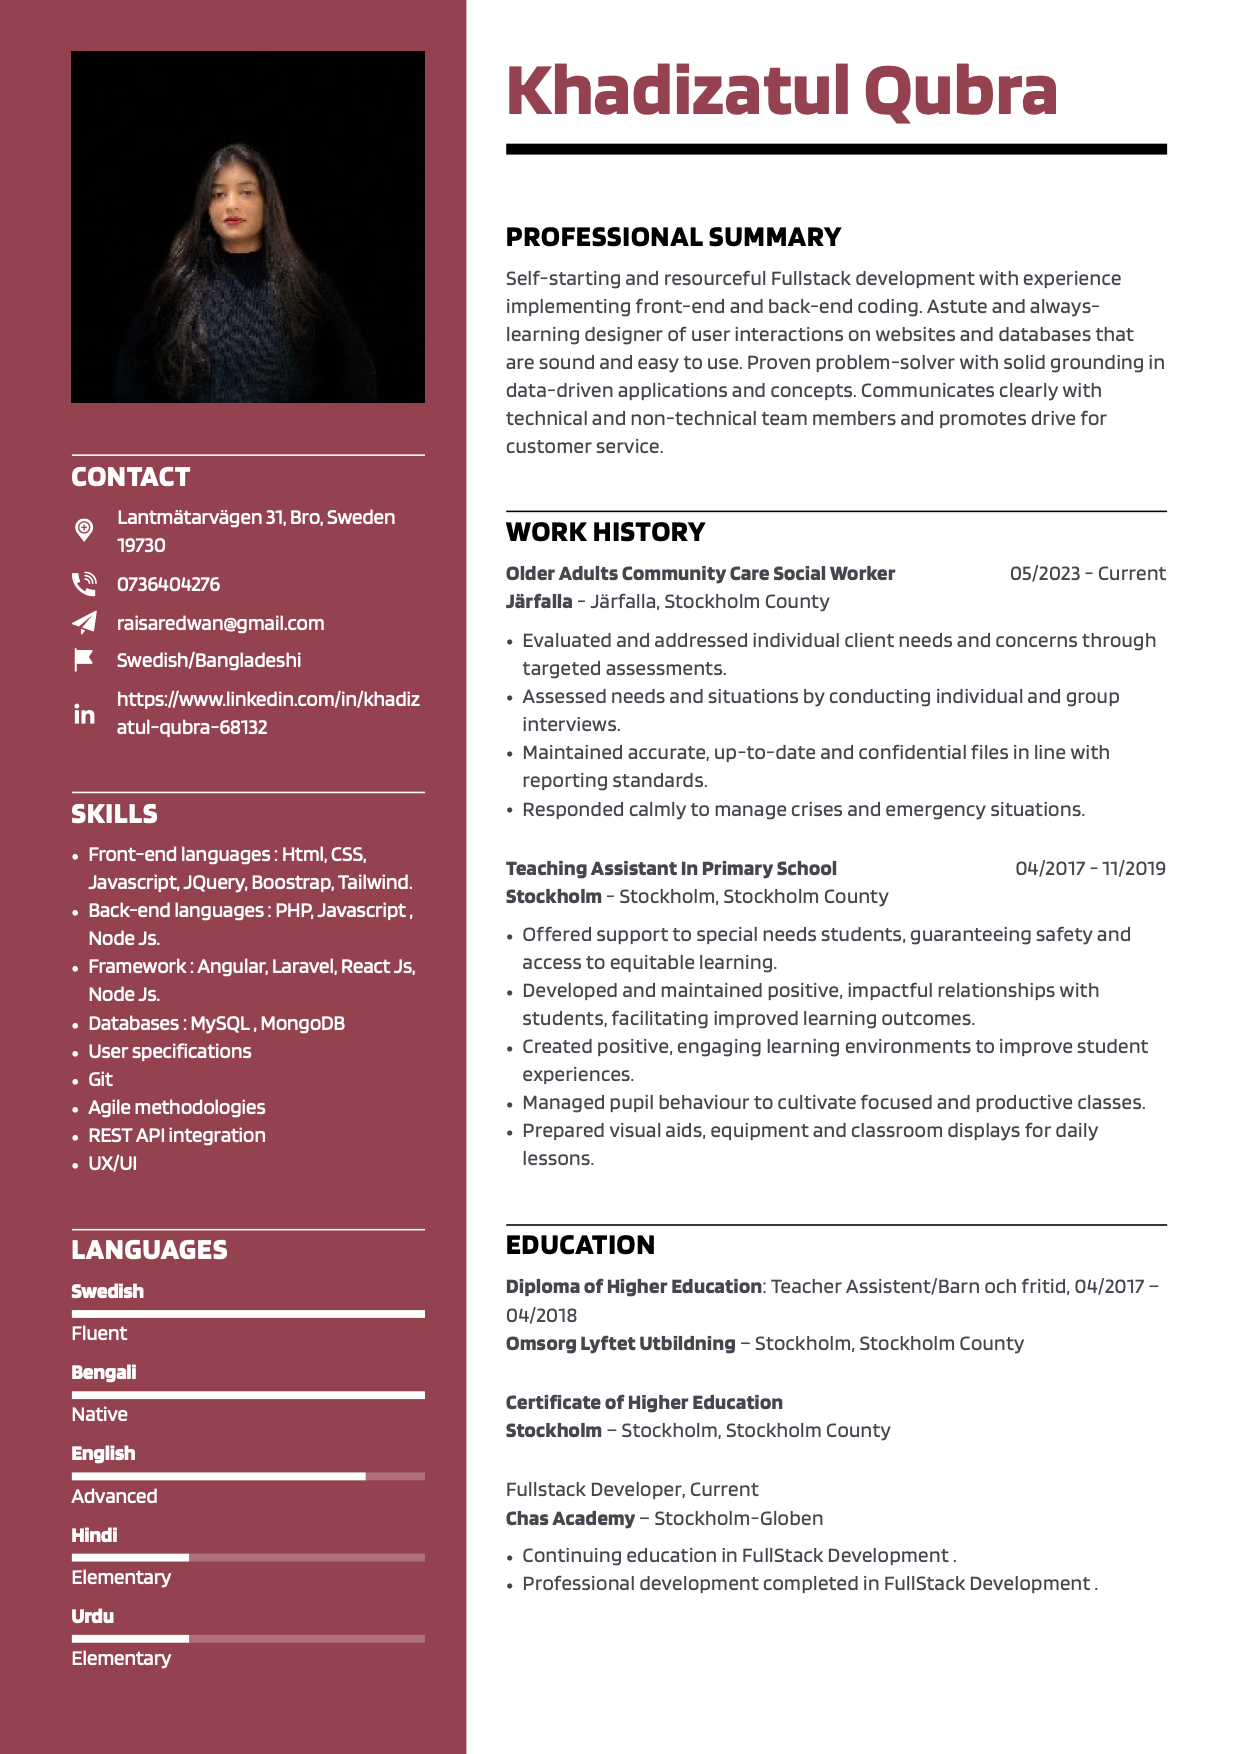 Khadizatul Qubra
CONTACT
Lantmätarvägen 31, Bro, Sweden
19730
0736404276
raisaredwan@gmail.com
Swedish/Bangladeshi
https://www.linkedin.com/in/khadiz
atul-qubra-68132
SKILLS
• Front-end languages : Html, CSS,
Javascript, JQuery, Boostrap, Tailwind.
• Back-end languages : PHP, Javascript ,
Node Js.
• Framework : Angular, Laravel, React Js,
Node Js.
• Databases : MySQL , MongoDB
• User specifications
• Git
• Agile methodologies
• REST API integration
• UX/UI
LANGUAGES
Swedish
Fluent
Bengali
Native
English
Advanced
Hindi
Elementary
Urdu
Elementary
PROFESSIONAL SUMMARY
Self-starting and resourceful Fullstack development with experience
implementing front-end and back-end coding. Astute and always-
learning designer of user interactions on websites and databases that
are sound and easy to use. Proven problem-solver with solid grounding in
data-driven applications and concepts. Communicates clearly with
technical and non-technical team members and promotes drive for
customer service.
WORK HISTORY
Older Adults Community Care Social Worker 05/2023 - Current
Järfalla - Järfalla, Stockholm County
• Evaluated and addressed individual client needs and concerns through
targeted assessments.
• Assessed needs and situations by conducting individual and group
interviews.
• Maintained accurate, up-to-date and confidential files in line with
reporting standards.
• Responded calmly to manage crises and emergency situations.
Teaching Assistant In Primary School 04/2017 - 11/2019
Stockholm - Stockholm, Stockholm County
• Offered support to special needs students, guaranteeing safety and
access to equitable learning.
• Developed and maintained positive, impactful relationships with
students, facilitating improved learning outcomes.
• Created positive, engaging learning environments to improve student
experiences.
• Managed pupil behaviour to cultivate focused and productive classes.
• Prepared visual aids, equipment and classroom displays for daily
lessons.
EDUCATION
Diploma of Higher Education: Teacher Assistent/Barn och fritid, 04/2017 –
04/2018
Omsorg Lyftet Utbildning – Stockholm, Stockholm County
Certificate of Higher Education
Stockholm – Stockholm, Stockholm County
Fullstack Developer, Current
Chas Academy – Stockholm-Globen
• Continuing education in FullStack Development .
• Professional development completed in FullStack Development .